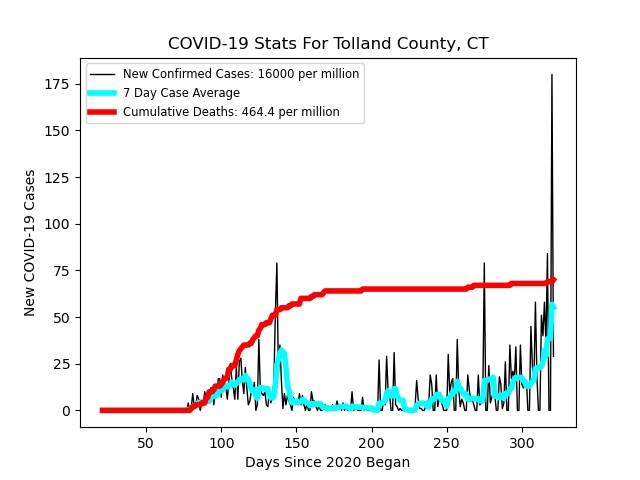 COVID-19 Stats For Tolland County, CT
New Confirmed Cases: 16000 per million
7 Day Case Average
Cumulative Deaths: 464.4 per million
New COVID-19 Cases
175
150
125
100
75
50
25
0
50 100 150 200 250 300
Days Since 2020 Began